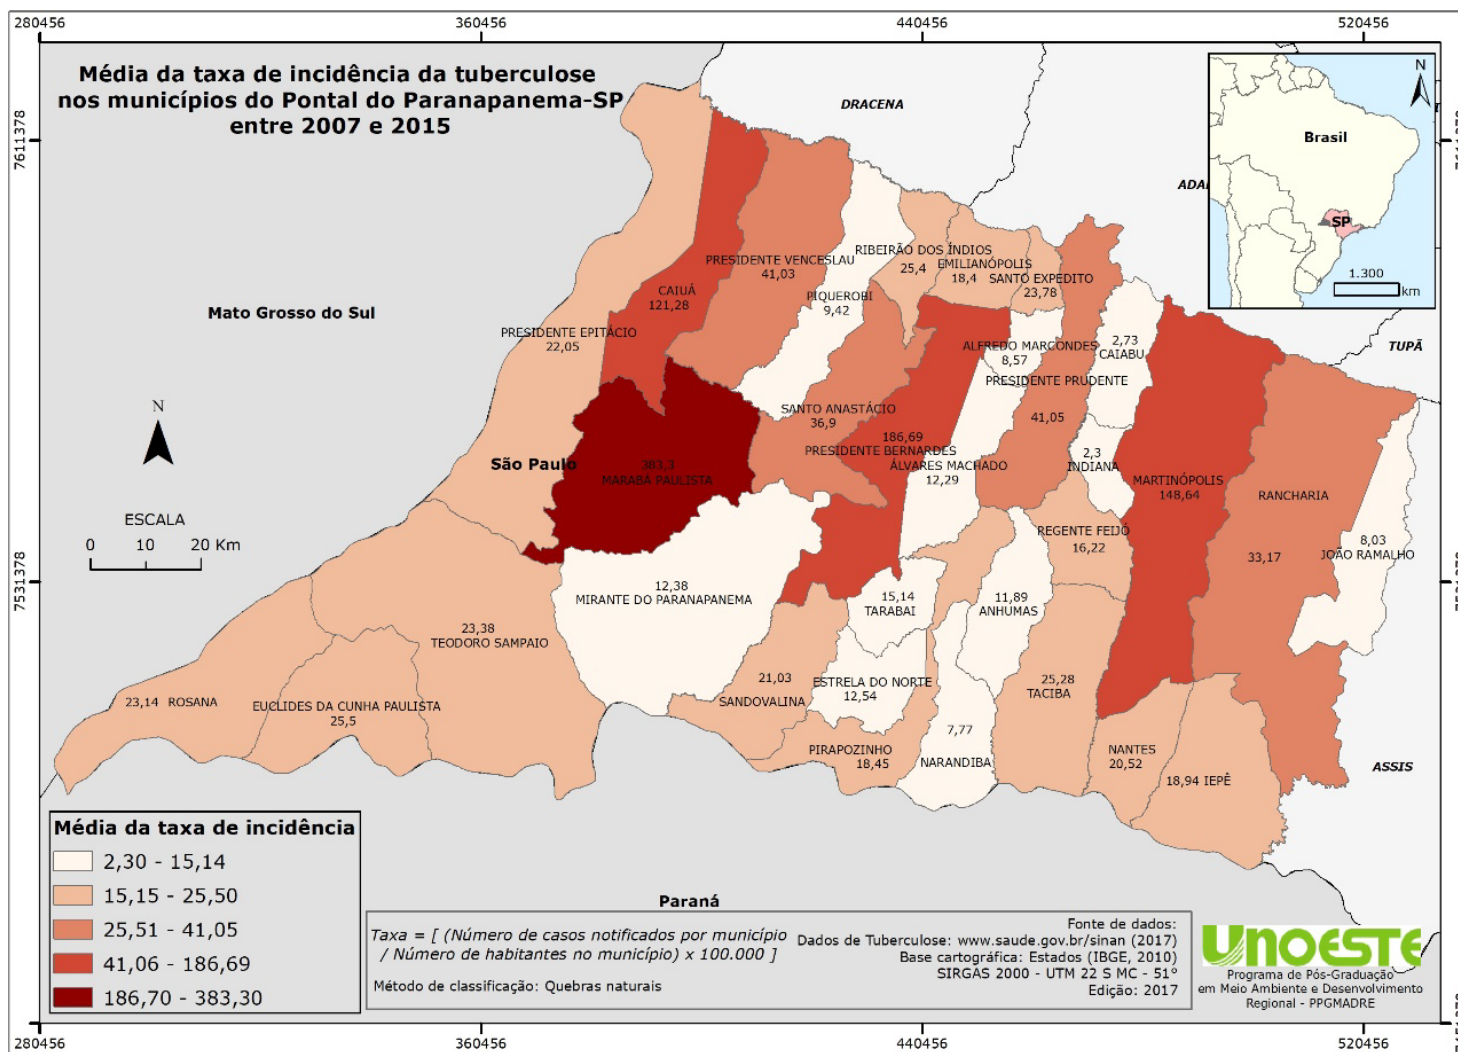 280456
360456
440456
520456
Média da taxa de incidência da tuberculose
nos municípios do Pontal do Paranapanema-SP
entre 2007 e 2015
7611378
DRACENA
N
Brasil
SP
1.300
km
Mato Grosso do Sul
PRESIDENTE VENCESLAU
41,03
RIBEIRÃO DOS ÍNDIOS
25,4
EMILIANÓPOLIS
18,4
SANTO EXPEDITO
23,78
CAIUÁ
121,28
PIQUEROBI
9,42
PRESIDENTE EPITÁCIO
22,05
ALFREDO MARCONDES
8,57
2,73
CAIABU
TUPÃ
PRESIDENTE PRUDENTE
41,05
SANTO ANASTÁCIO
36,9
186,69
PRESIDENTE BERNARDES
ÁLVARES MACHADO
12,29
2,3
INDIANA
N
São Paulo
383,3
MARABÁ PAULISTA
MARTINÓPOLIS
148,64
RANCHARIA
33,17
ESCALA
0 10 20 Km
REGENTE FEIJÓ
16,22
8,03
JOÃO RAMALHO
7531378
12,38
MIRANTE DO PARANAPANEMA
15,14
TARABAI
11,89
ANHUMAS
23,38
TEODORO SAMPAIO
21,03
SANDOVALINA
ESTRELA DO NORTE
12,54
25,28
TACIBA
23,14 ROSANA
EUCLIDES DA CUNHA PAULISTA
25,5
PIRAPOZINHO
18,45
7,77
NARANDIBA
NANTES
20,52
18,94 IEPÊ
ASSIS
Média da taxa de incidência
2,30 - 15,14
15,15 - 25,50
25,51 - 41,05
41,06 - 186,69
186,70 - 383,30
Paraná
Taxa = [ (Número de casos notificados por município
/ Número de habitantes no município) x 100.000 ]
Método de classificação: Quebras naturais
Fonte de dados:
Dados de Tuberculose: www.saude.gov.br/sinan (2017)
Base cartográfica: Estados (IBGE, 2010)
SIRGAS 2000 - UTM 22 S MC - 51°
Edição: 2017
UNOESTE
Programa de Pós-Graduação
em Meio Ambiente e Desenvolvimento
Regional - PPGMADRE
280456
360456
440456
520456